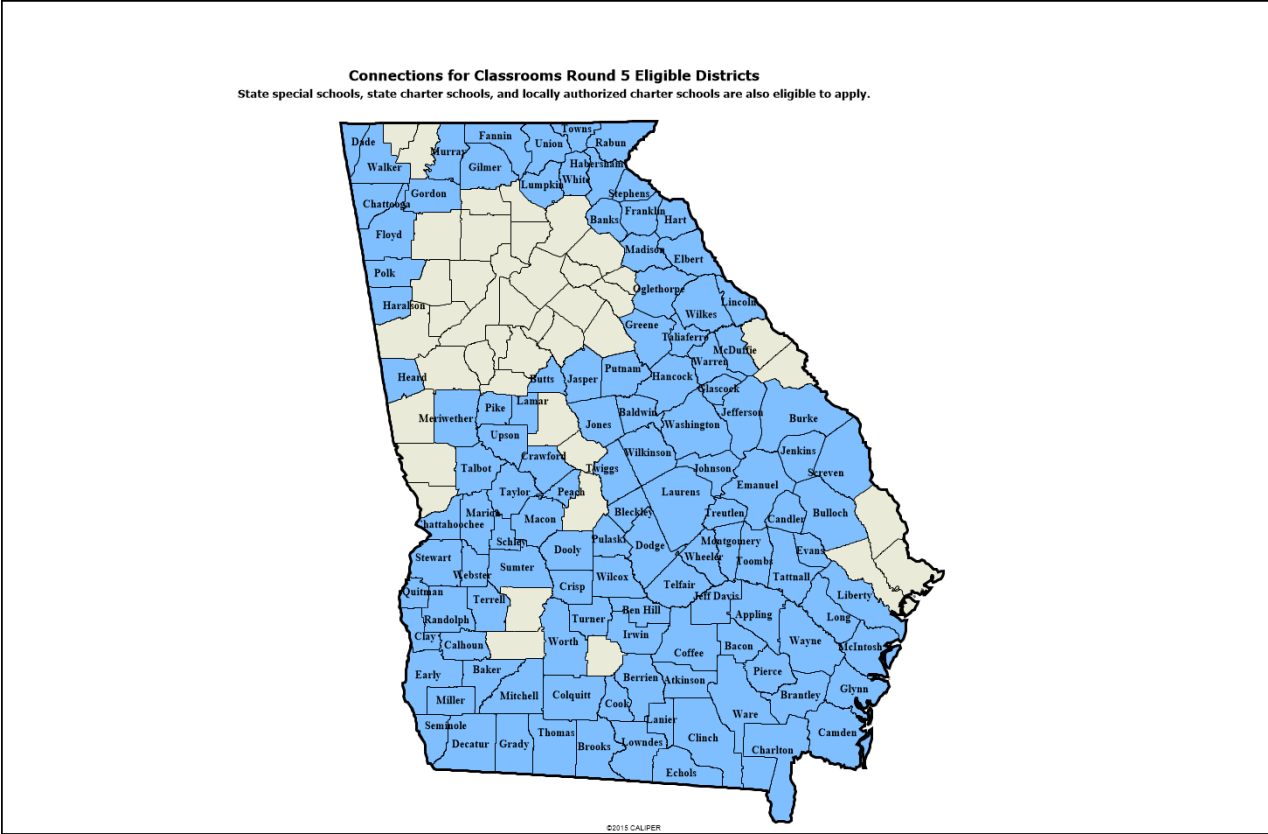 Connections for Classrooms Round 5 Eligible Districts
State special schools, state charter schools, and locally authorized charter schools are also eligible to apply.
Dade
Fannin
Towns
Union
Rabun
Murray
Walker
Gilmer
Habersham
White
Lumpkin
Gordon
Stephens
Chattooga
Franklin
Banks
Hart
Floyd
Madison
Elbert
Polk
Oglethorpe
Haralson
Lincoln
Wilkes
Greene
Taliaferro
McDuffie
Warren
Putnam
Heard
Butts
Jasper
Hancock
Glascock
Lamar
Pike
Meriwether
Baldwin
Jefferson
Burke
Jones
Washington
Upson
Wilkinson
Jenkins
Crawford
Talbot
Twiggs
Johnson
Screven
Emanuel
Taylor
Peach
Laurens
Marion
Macon
Bleckley
Treutlen
Candler
Bulloch
Chattahoochee
Schley
Pulaski
Montgomery
Dodge
Dooly
Evans
Stewart
Wheeler
Toombs
Webster
Sumter
Wilcox
Tattnall
Crisp
Telfair
Quitman
Terrell
Jeff Davis
Liberty
Ben Hill
Appling
Long
Randolph
Turner
Clay
Calhoun
Worth
Irwin
Wayne
Coffee
Bacon
McIntosh
Early
Baker
Berrien
Atkinson
Pierce
Miller
Mitchell
Colquitt
Cook
Brantley
Glynn
Seminole
Lanier
Ware
Decatur
Grady
Thomas
Brooks
Lowndes
Clinch
Charlton
Camden
Echols
©2015 CALIPER